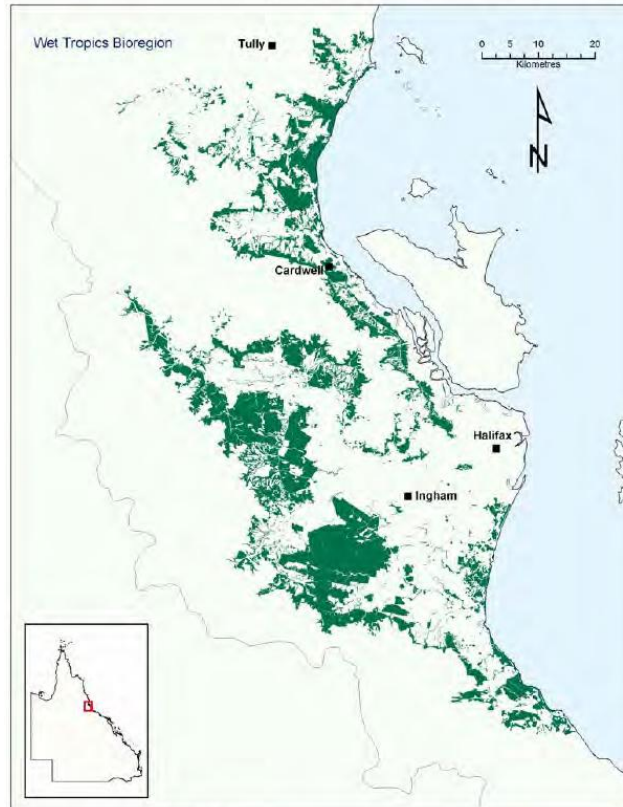 Wet Tropics Bioregion
Tully
0 5 10 20
Kilometres
N
Cardwell
Halifax
Ingham